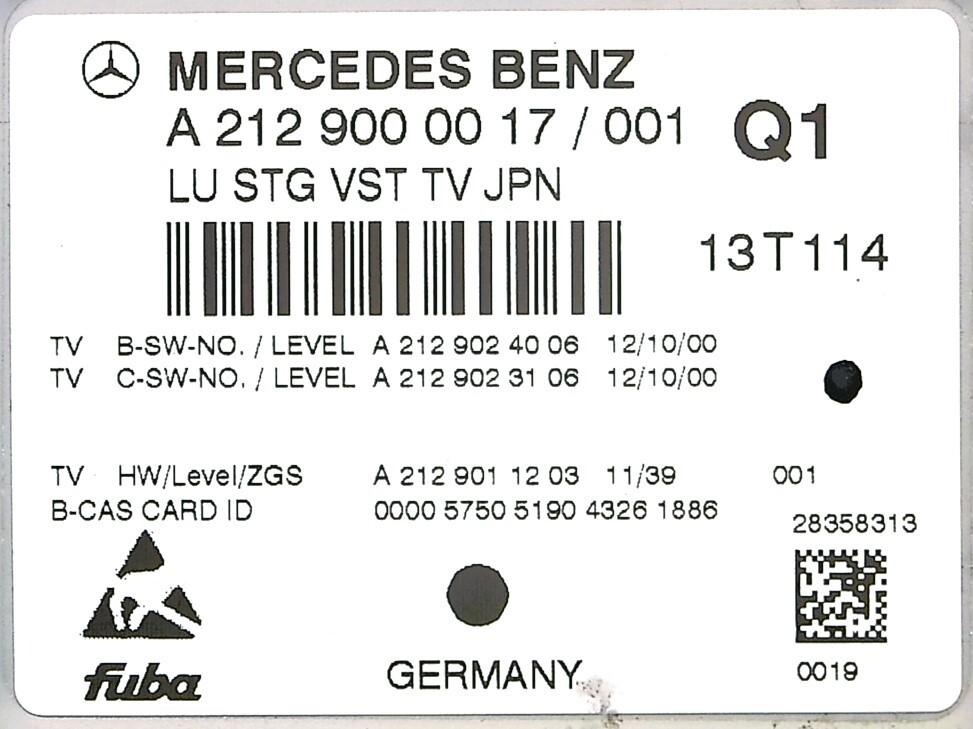 MERCEDES BENZ
A 212 900 00 17 / 001 Q1
LU STG VST TV JPN
13T114
TV B-SW-NO. / LEVEL A 212 902 40 06 12/10/00
TV C-SW-NO. / LEVEL A 212 902 31 06 12/10/00
TV HW/Level/ZGS A 212 901 12 03 11/39 001
B-CAS CARD ID 0000 5750 5190 4326 1886
28358313
fuba
GERMANY
0019